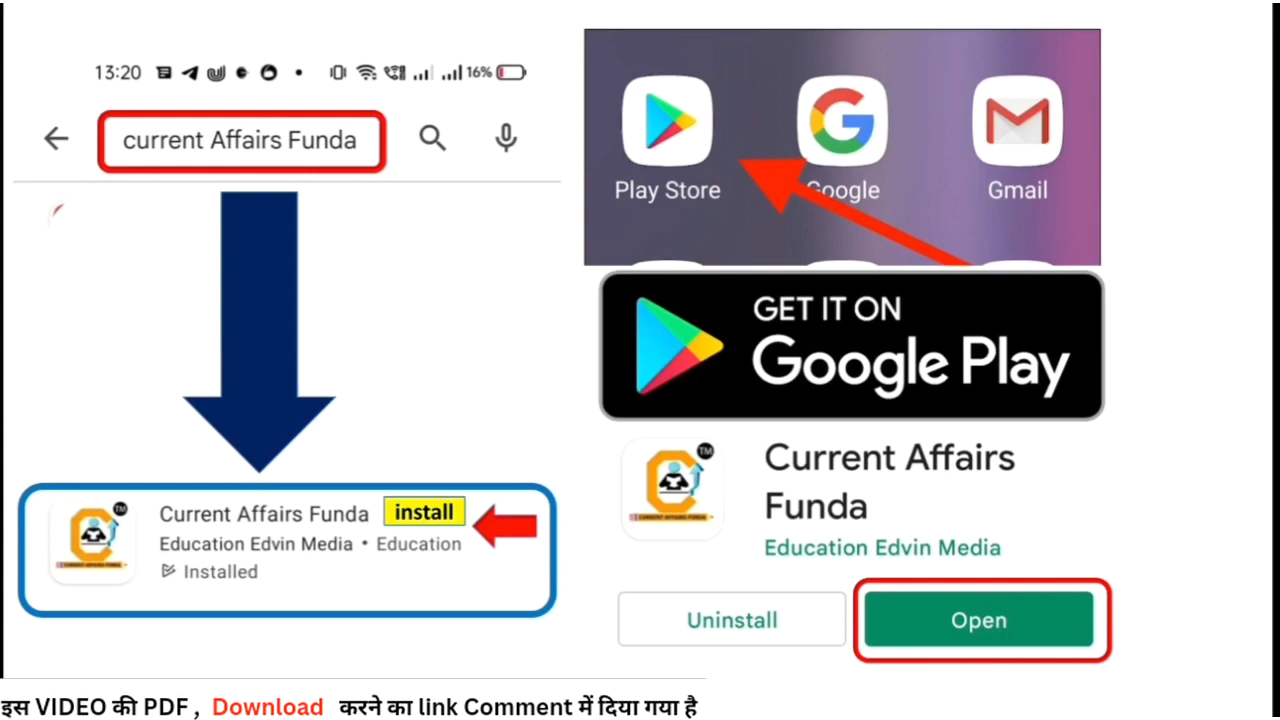 13:20
16%
current Affairs Funda
Play Store
Google
Gmail
GET IT ON
Google Play
TM
Current Affairs Funda
install
Education Edvin Media • Education
Installed
TM
Current Affairs
Funda
Education Edvin Media
Uninstall
Open
इस VIDEO की PDF , Download करने का link Comment में दिया गया है